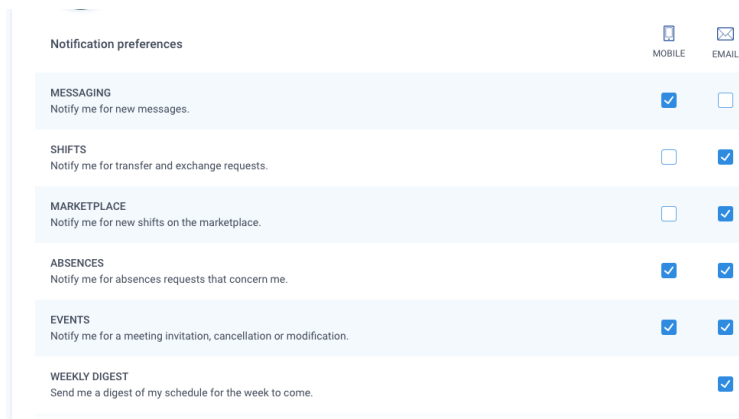 Notification preferences
MOBILE
EMAIL
MESSAGING
Notify me for new messages.
SHIFTS
Notify me for transfer and exchange requests.
MARKETPLACE
Notify me for new shifts on the marketplace.
ABSENCES
Notify me for absences requests that concern me.
EVENTS
Notify me for a meeting invitation, cancellation or modification.
WEEKLY DIGEST
Send me a digest of my schedule for the week to come.